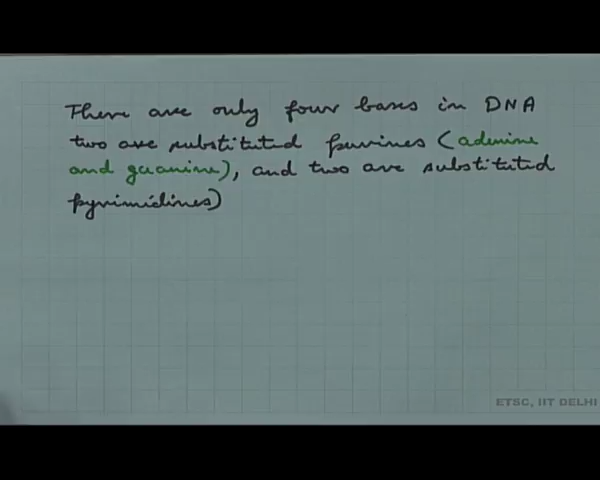 There are only four bases in DNA
two are substituted purines (adenine
and guanine), and two are substituted
pyrimidines)
ETSC, IIT DELHI